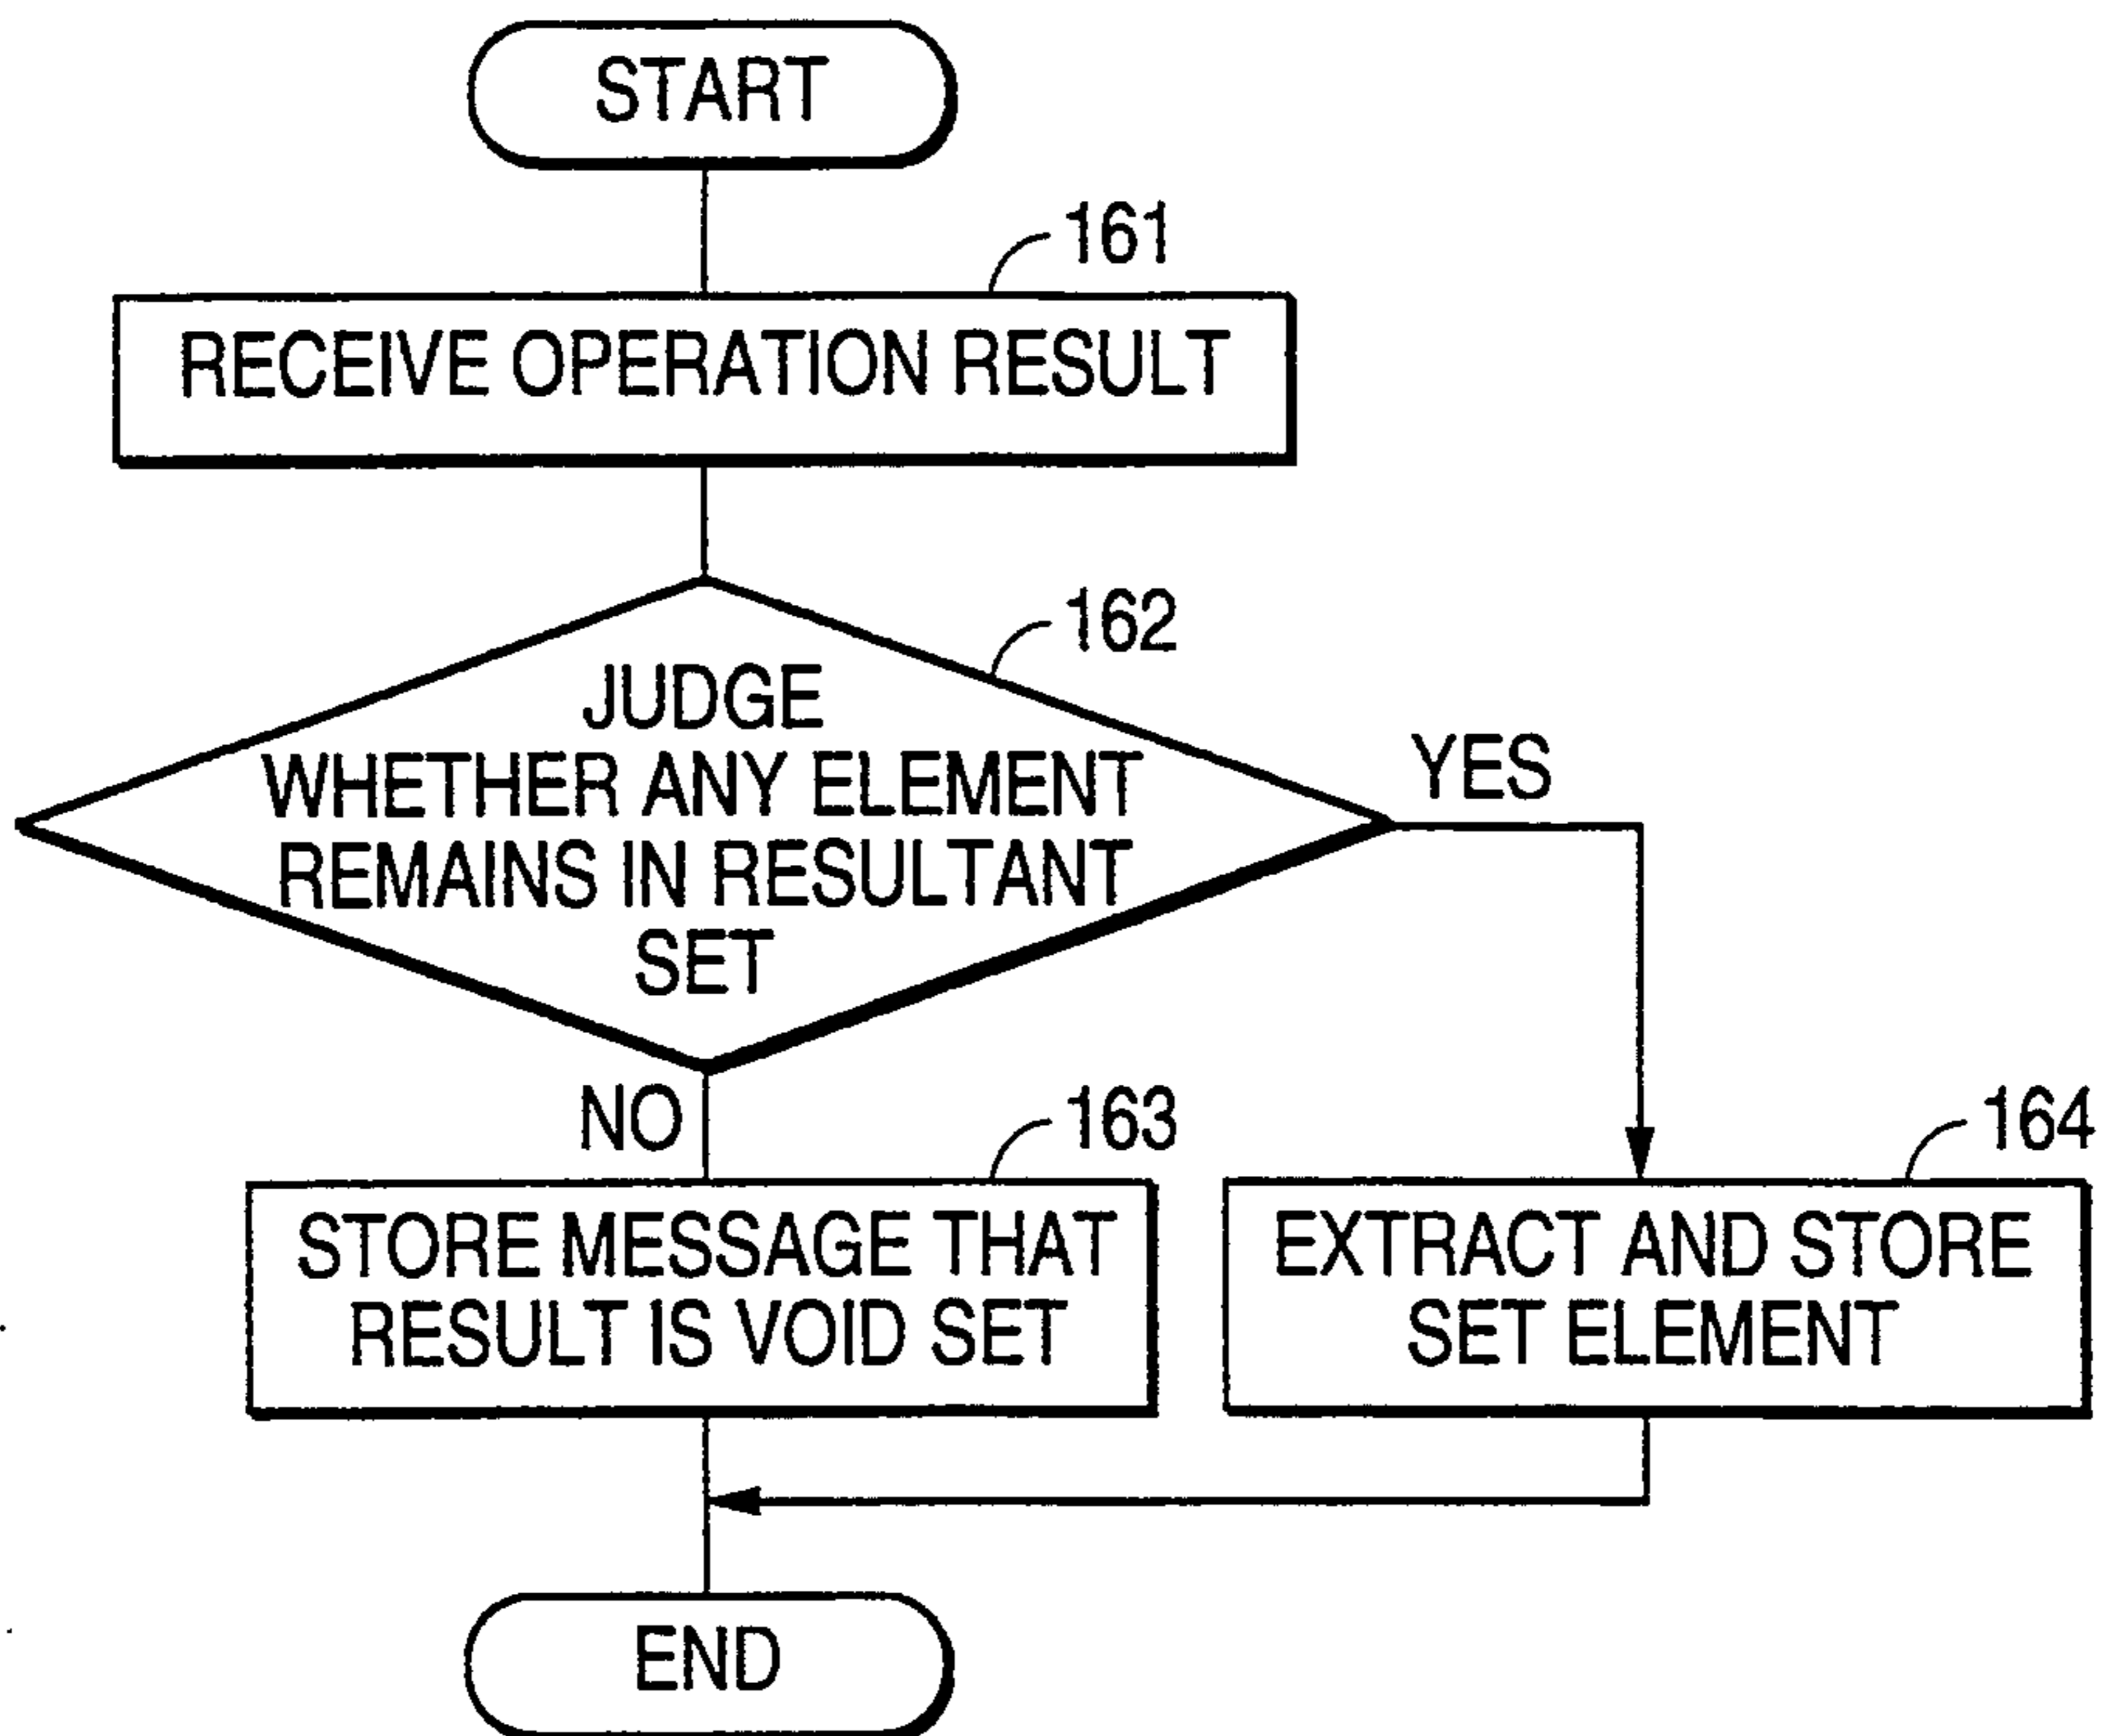 START
161
RECEIVE OPERATION RESULT
162
JUDGE
WHETHER ANY ELEMENT
REMAINS IN RESULTANT
SET
YES
NO
163
STORE MESSAGE THAT
RESULT IS VOID SET
164
EXTRACT AND STORE
SET ELEMENT
END